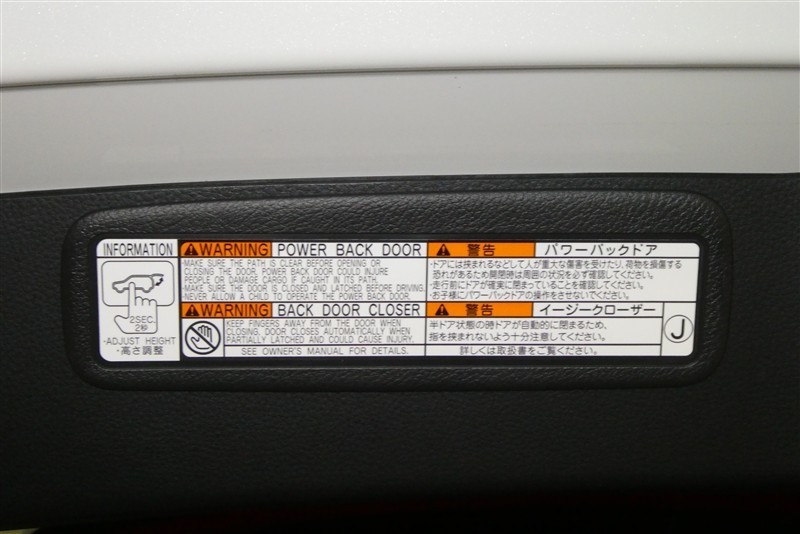 INFORMATION
2SEC.
2秒
・ADJUST HEIGHT
・高さ調整
WARNING POWER BACK DOOR
・MAKE SURE THE PATH IS CLEAR BEFORE OPENING OR
CLOSING THE DOOR. POWER BACK DOOR COULD INJURE
PEOPLE OR DAMAGE CARGO IF CAUGHT IN ITS PATH.
・MAKE SURE THE DOOR IS CLOSED AND LATCHED BEFORE DRIVING.
・NEVER ALLOW A CHILD TO OPERATE THE POWER BACK DOOR.
WARNING BACK DOOR CLOSER
KEEP FINGERS AWAY FROM THE DOOR WHEN
CLOSING. DOOR CLOSES AUTOMATICALLY WHEN
PARTIALLY LATCHED AND COULD CAUSE INJURY.
SEE OWNER'S MANUAL FOR DETAILS.
警告 パワーバックドア
・ドアには挟まれるなどして人が重大な傷害を受けたり、荷物を損傷する
恐れがあるため開閉時は周囲の状況を必ず確認してください。
・走行前にドアが確実に閉まっていることを確認してください。
・お子様にパワーバックドアの操作をさせないでください。
警告 イージークローザー
半ドア状態の時ドアが自動的に閉まるため、
指を挟まれないよう十分注意してください。
詳しくは取扱書をご覧ください。
J